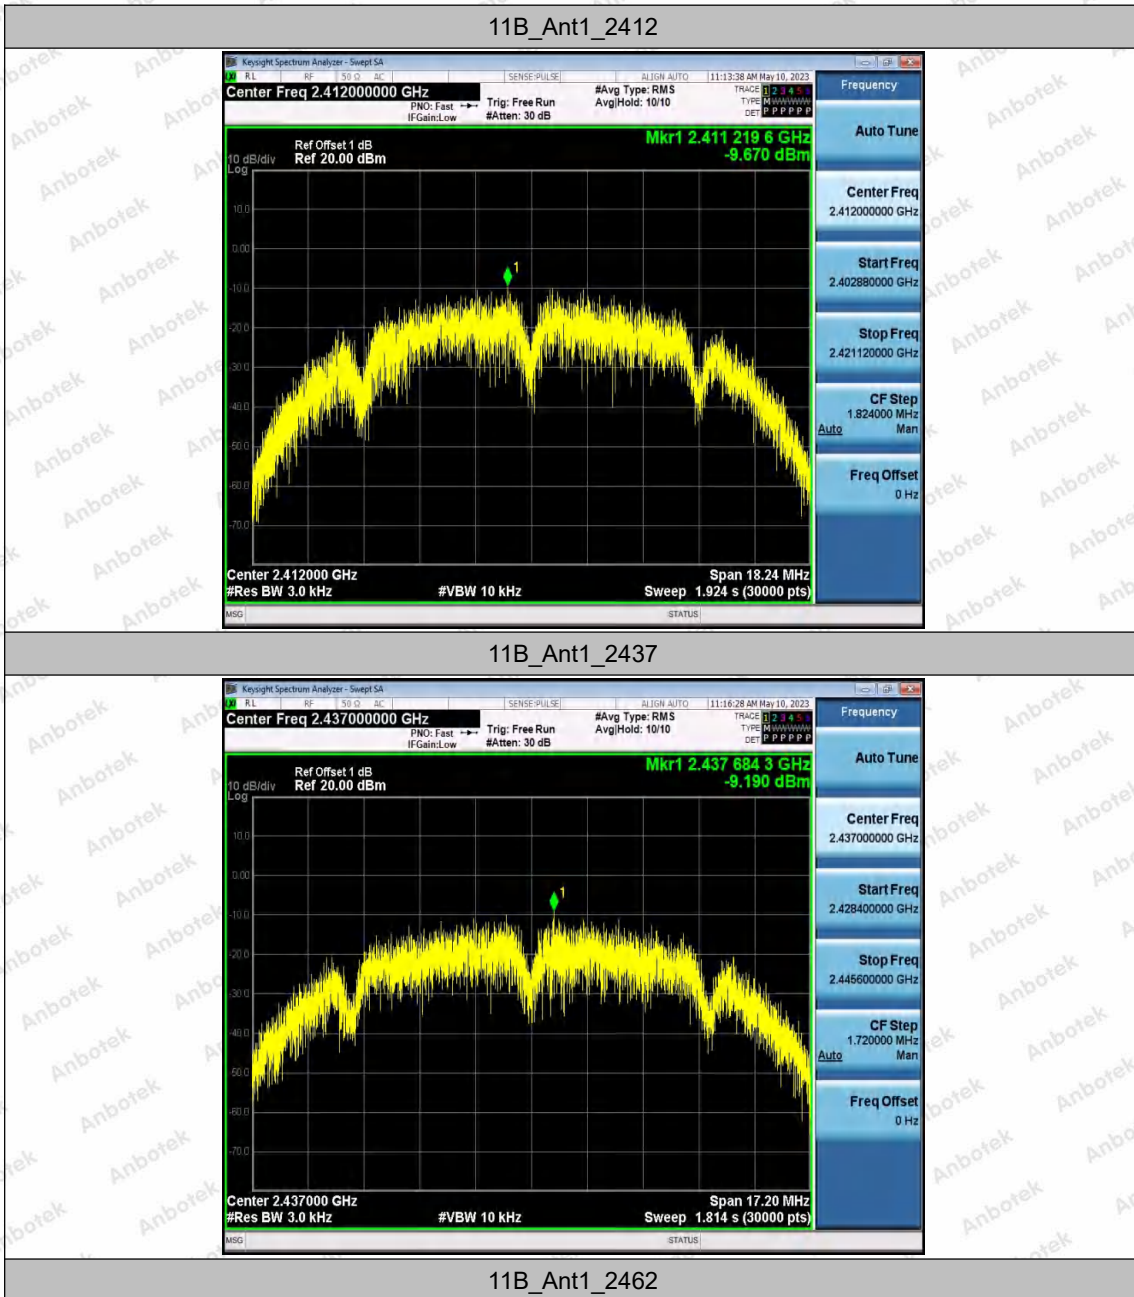 11B_Ant1_2412
Keysight Spectrum Analyzer - Swept SA
RL RF 50 Ω AC SENSE:PULSE ALIGN AUTO 11:13:38 AM May 10, 2023
Center Freq 2.412000000 GHz #Avg Type: RMS TRACE 1 2 3 4 5 6
PNO: Fast Trig: Free Run Avg|Hold: 10/10 TYPE M WWWWW
IFGain:Low #Atten: 30 dB DET P P P P P P
Frequency
Mkr1 2.411 219 6 GHz
-9.670 dBm
Ref Offset 1 dB
10 dB/div Ref 20.00 dBm
Log
10.0
0.00
-10.0
-20.0
-30.0
-40.0
-50.0
-60.0
-70.0
1
Center 2.412000 GHz Span 18.24 MHz
#Res BW 3.0 kHz #VBW 10 kHz Sweep 1.924 s (30000 pts)
MSG STATUS
Auto Tune
Center Freq
2.412000000 GHz
Start Freq
2.402880000 GHz
Stop Freq
2.421120000 GHz
CF Step
1.824000 MHz
Auto Man
Freq Offset
0 Hz
11B_Ant1_2437
Keysight Spectrum Analyzer - Swept SA
RL RF 50 Ω AC SENSE:PULSE ALIGN AUTO 11:16:28 AM May 10, 2023
Center Freq 2.437000000 GHz #Avg Type: RMS TRACE 1 2 3 4 5 6
PNO: Fast Trig: Free Run Avg|Hold: 10/10 TYPE M WWWWW
IFGain:Low #Atten: 30 dB DET P P P P P P
Frequency
Mkr1 2.437 684 3 GHz
-9.190 dBm
Ref Offset 1 dB
10 dB/div Ref 20.00 dBm
Log
10.0
0.00
-10.0
-20.0
-30.0
-40.0
-50.0
-60.0
-70.0
1
Center 2.437000 GHz Span 17.20 MHz
#Res BW 3.0 kHz #VBW 10 kHz Sweep 1.814 s (30000 pts)
MSG STATUS
Auto Tune
Center Freq
2.437000000 GHz
Start Freq
2.428400000 GHz
Stop Freq
2.445600000 GHz
CF Step
1.720000 MHz
Auto Man
Freq Offset
0 Hz
11B_Ant1_2462
Anbotek